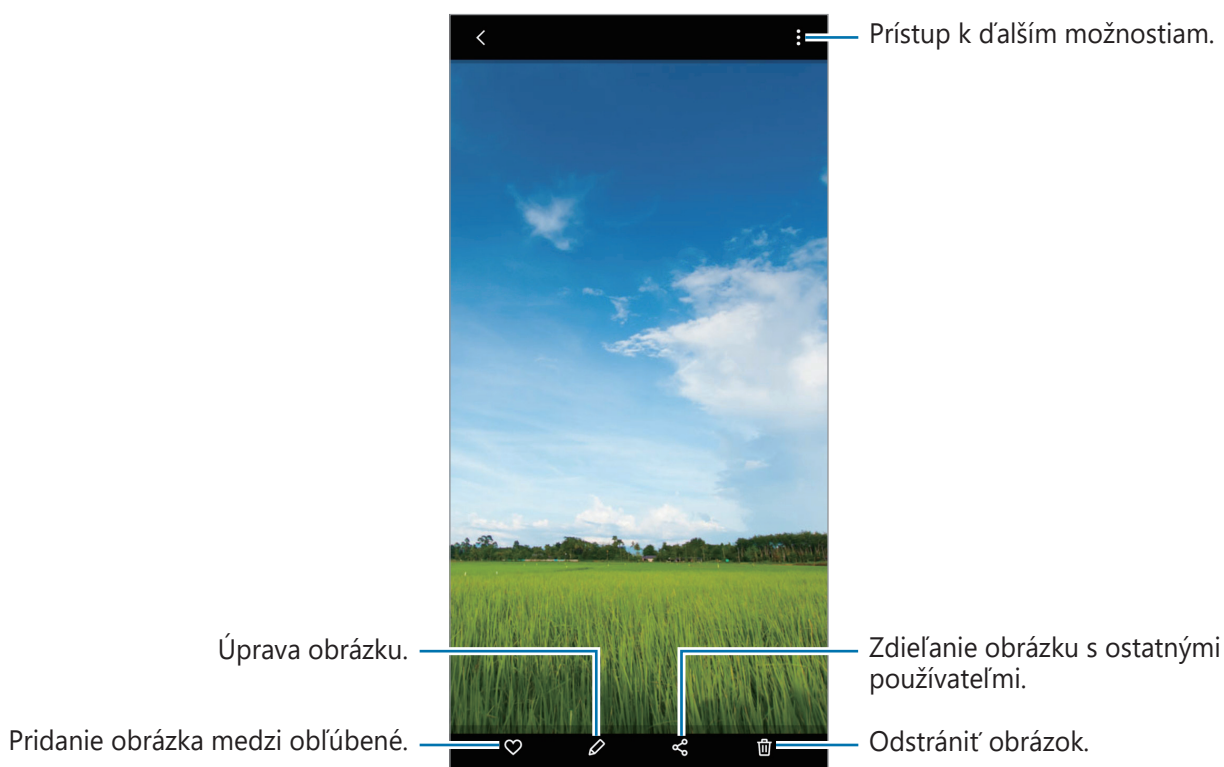 Prístup k ďalším možnostiam.
Úprava obrázku.
Zdieľanie obrázku s ostatnými
používateľmi.
Pridanie obrázka medzi obľúbené.
Odstrániť obrázok.